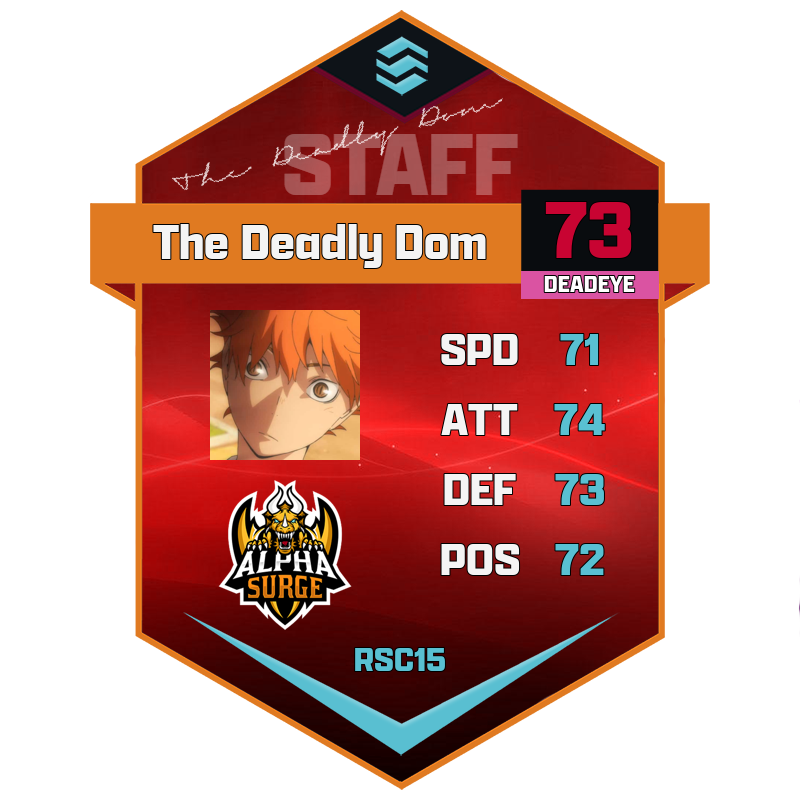 The Deadly Dom
STAFF
The Deadly Dom
73
DEADEYE
SPD 71
ATT 74
DEF 73
POS 72
ALPHA
SURGE
RSC15